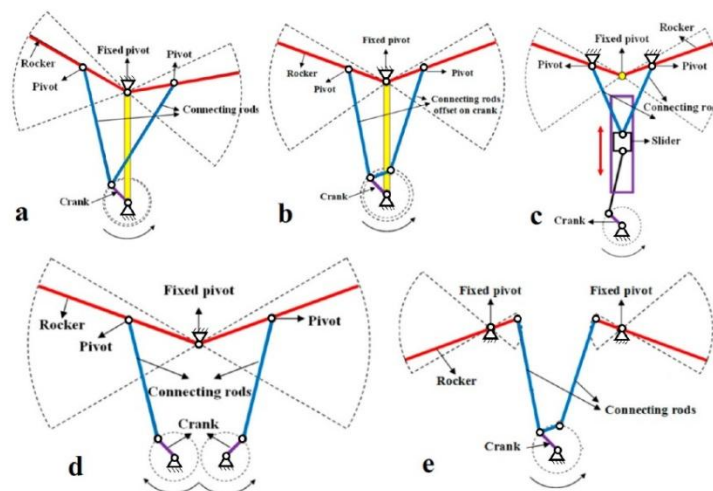 Fixed pivot
Pivot
Rocker
Pivot
Connecting rods
Crank
a
Fixed pivot
Rocker
Pivot
Pivot
Connecting rods
offset on crank
Crank
b
Rocker
Fixed pivot
Pivot
Pivot
Connecting rod
Slider
Crank
c
Fixed pivot
Rocker
Pivot
Pivot
Connecting rods
Crank
d
Fixed pivot
Fixed pivot
Rocker
Connecting rods
Crank
e